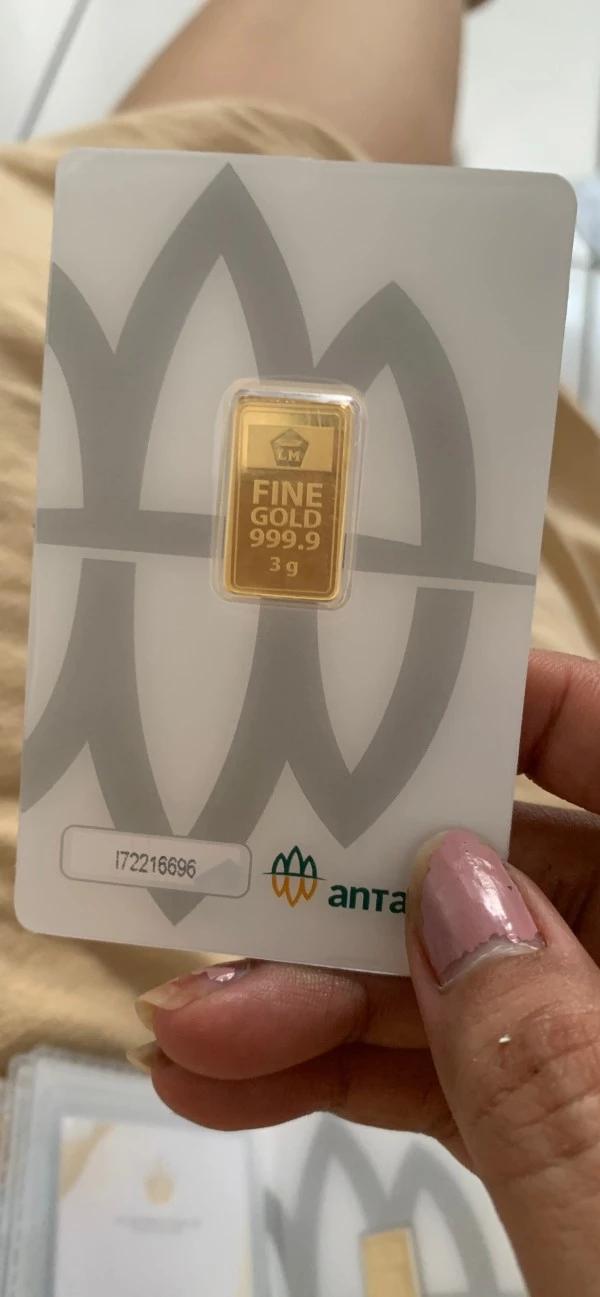 LM
FINE
GOLD
999.9
3 g
I72216696
anta